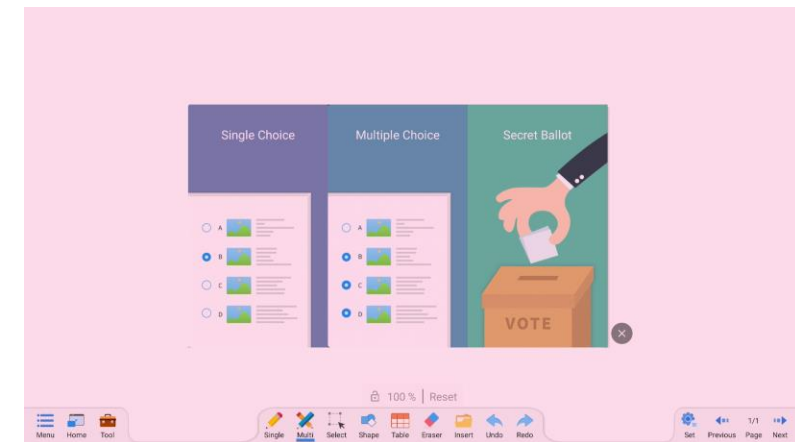 Single Choice
Multiple Choice
Secret Ballot
A
B
C
D
A
B
C
D
VOTE
100 % | Reset
Menu Home Tool
Single Multi Select Shape Table Eraser Insert Undo Redo
Set Previous 1/1 Page Next